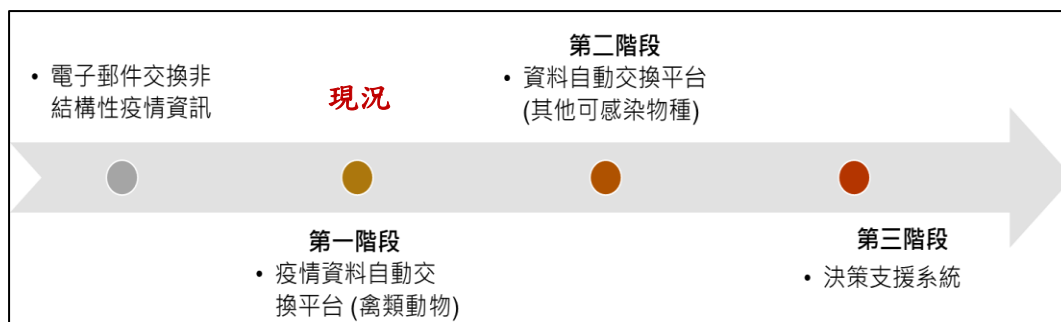 • 電子郵件交換非
結構性疫情資訊
現況
第一階段
• 疫情資料自動交
換平台 (禽類動物)
第二階段
• 資料自動交換平台
(其他可感染物種)
第三階段
• 決策支援系統